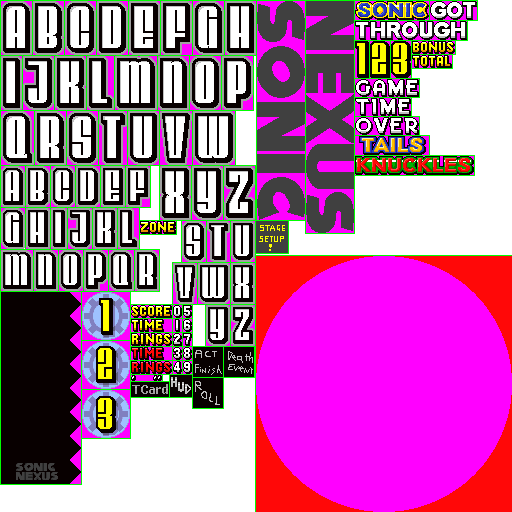 ABCDEFGH
IJKLMNOP
QRSTUVW
XYZ
ABCDEF
GHIJKL
MNOPQR
STU
VWX
YZ
ZONE
SONIC
NEXUS
SONIC GOT
THROUGH
123 BONUS
TOTAL
GAME
TIME
OVER
TAILS
KNUCKLES
STAGE
SETUP
!
1
2
3
SCORE 05
TIME 16
RINGS 27
TIME 38
RINGS 49
' "
TCard
HUD
ACT
Finish
Death
Event
ROLL
SONIC
NEXUS